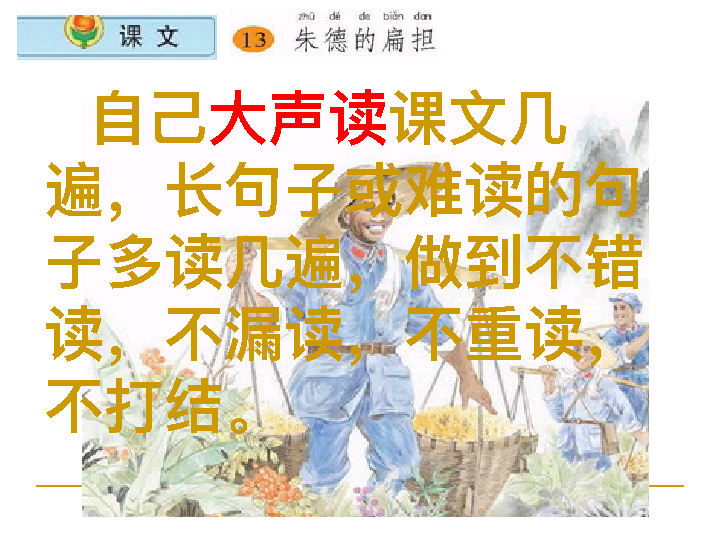 课 文
zhū dé de biǎn dan
13 朱德的扁担
自己大声读课文几
遍，长句子或难读的句
子多读几遍，做到不错
读，不漏读，不重读，
不打结。